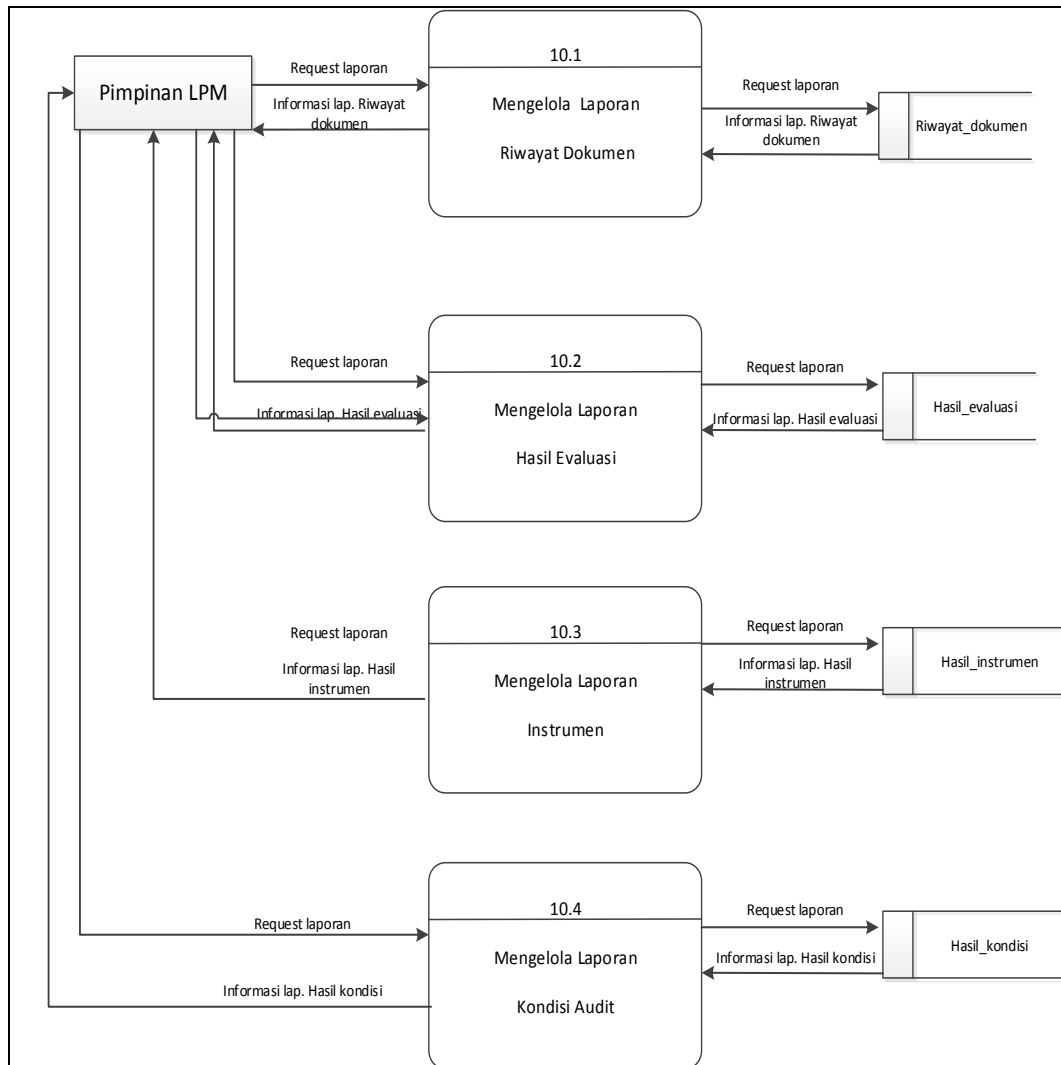 Pimpinan LPM
Request laporan
Informasi lap. Riwayat
dokumen
10.1
Mengelola Laporan
Riwayat Dokumen
Request laporan
Informasi lap. Riwayat
dokumen
Riwayat_dokumen
Request laporan
Informasi lap. Hasil evaluasi
10.2
Mengelola Laporan
Hasil Evaluasi
Request laporan
Informasi lap. Hasil evaluasi
Hasil_evaluasi
Request laporan
Informasi lap. Hasil
instrumen
10.3
Mengelola Laporan
Instrumen
Request laporan
Informasi lap. Hasil
instrumen
Hasil_instrumen
Request laporan
Informasi lap. Hasil kondisi
10.4
Mengelola Laporan
Kondisi Audit
Request laporan
Informasi lap. Hasil kondisi
Hasil_kondisi